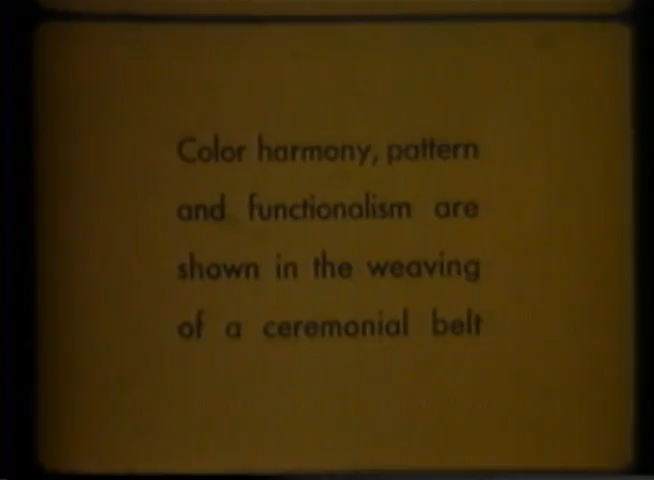 Color harmony, pattern
and functionalism are
shown in the weaving
of a ceremonial belt